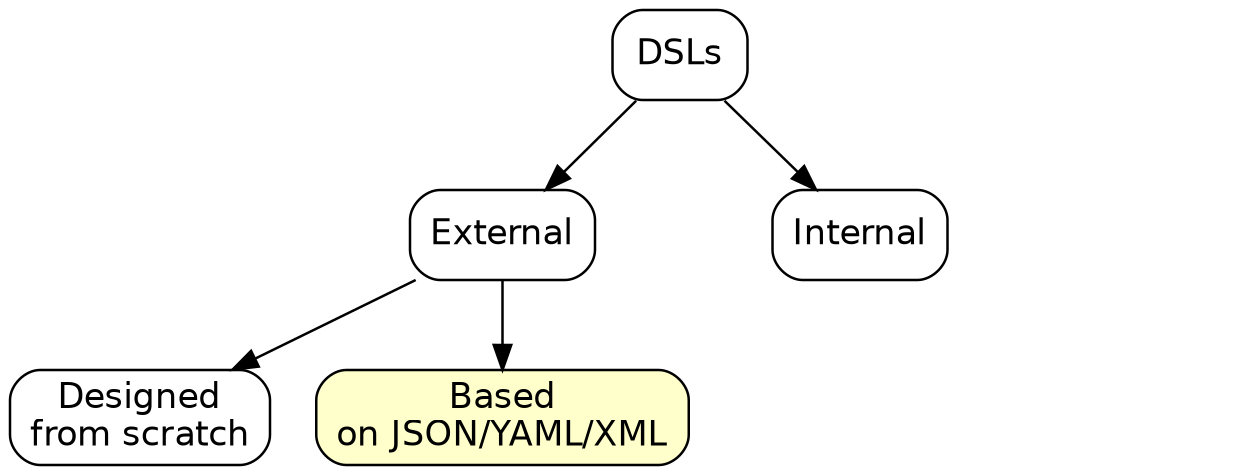 DSLs
External
Internal
Designed
from scratch
Based
on JSON/YAML/XML